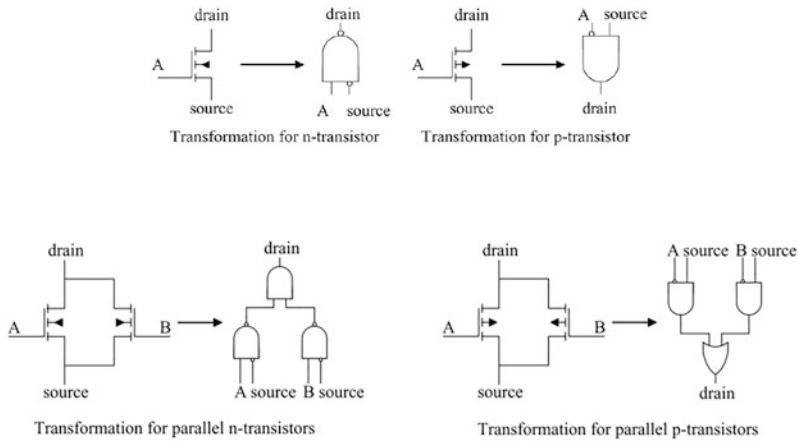 drain
drain
A source
A
A
source
A source
source
drain
Transformation for n-transistor
Transformation for p-transistor
drain
drain
drain
A source B source
A
B
A
B
source
A source B source
source
drain
Transformation for parallel n-transistors
Transformation for parallel p-transistors